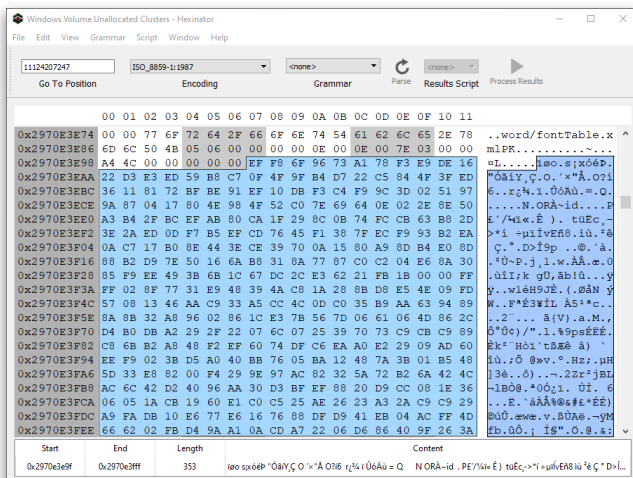 Windows Volume Unallocated Clusters - Hexinator
File Edit View Grammar Script Window Help
11124207247 ISO_8859-1:1987 <none> Parse <none> Process Results
Go To Position Encoding Grammar Results Script
00 01 02 03 04 05 06 07 08 09 0A 0B 0C 0D 0E 0F 10 11
0x2970E3E74 00 00 77 6F 72 64 2F 66 6F 6E 74 54 61 62 6C 65 2E 78 ..word/fontTable.x
0x2970E3E86 6D 6C 50 4B 05 06 00 00 00 00 0E 00 0E 00 7E 03 00 00 mlPK..........~...
0x2970E3E98 A4 4C 00 00 00 00 00 EF F8 6F 96 73 A1 78 F3 E9 DE 16 ¤L.....ïøo.s¡xóéÞ.
0x2970E3EAA 22 D3 E3 ED 59 B8 C7 0F 4F 9F B4 D7 22 C5 84 4F 3F ED
0x2970E3EBC 36 11 81 72 BF BE 91 EF 10 DB F3 C4 F9 9C 3D 02 51 97
0x2970E3ECE 9A 87 04 17 80 4E 98 4F 52 C0 7E 69 64 0E 02 2E 8E 50
0x2970E3EE0 A3 B4 2F BC EF AB 80 CA 1F 29 8C 0B 74 FC CB 63 B8 2D
0x2970E3EF2 3E 2A ED 0D F7 B5 EF CD 76 45 F1 38 7F EC F9 93 B2 EA
0x2970E3F04 0A C7 17 B0 8E 44 3E CE 39 70 0A 15 80 A9 8D B4 E0 8D
0x2970E3F16 88 B2 D9 7E 50 16 6A B8 31 8A 77 87 C0 C2 04 E6 8A 30
0x2970E3F28 85 F9 EE 49 3B 6B 1C 67 DC 2C E3 62 21 FB 1B 00 00 FF
0x2970E3F3A FF 02 8F 77 31 E9 48 39 4A C8 1A 28 8B D8 E5 4E 09 FD
0x2970E3F4C 57 08 13 46 AA C9 33 A5 CC 4C 0D C0 35 B9 AA 63 94 89
0x2970E3F5E 8A 8B 32 A8 96 02 86 1C E3 7B 56 7D 06 61 06 4D 86 2C
0x2970E3F70 D4 B0 DB A2 29 2F 22 07 6C 07 25 39 70 73 C9 CB C9 89
0x2970E3F82 C8 6B B2 A8 48 F2 EF 60 74 DF C6 EA A0 E2 29 09 AD 60
0x2970E3F94 EE F9 02 3B D5 A0 40 BB 76 05 BA 12 48 7A 3B 01 B5 48
0x2970E3FA6 5D 33 E8 82 00 F4 29 9E 97 AC 82 32 5A 72 B2 6A 42 4C
0x2970E3FB8 AC 6C 42 D2 40 96 AA 30 D3 BF EF 88 20 D9 CC 08 1E 36
0x2970E3FCA 06 05 1A CB 19 60 E1 C0 C5 25 AE 26 23 A3 2A C9 C9 29
0x2970E3FDC A9 FA DB 10 E6 77 E6 16 76 88 DF D9 41 EB 04 AC FF 4D
0x2970E3FEE 66 62 02 FB D4 9A A1 0A CD A7 22 06 D6 86 40 9F 26 3A
Start End Length Content
0x2970e3e9f 0x2970e3fff 353